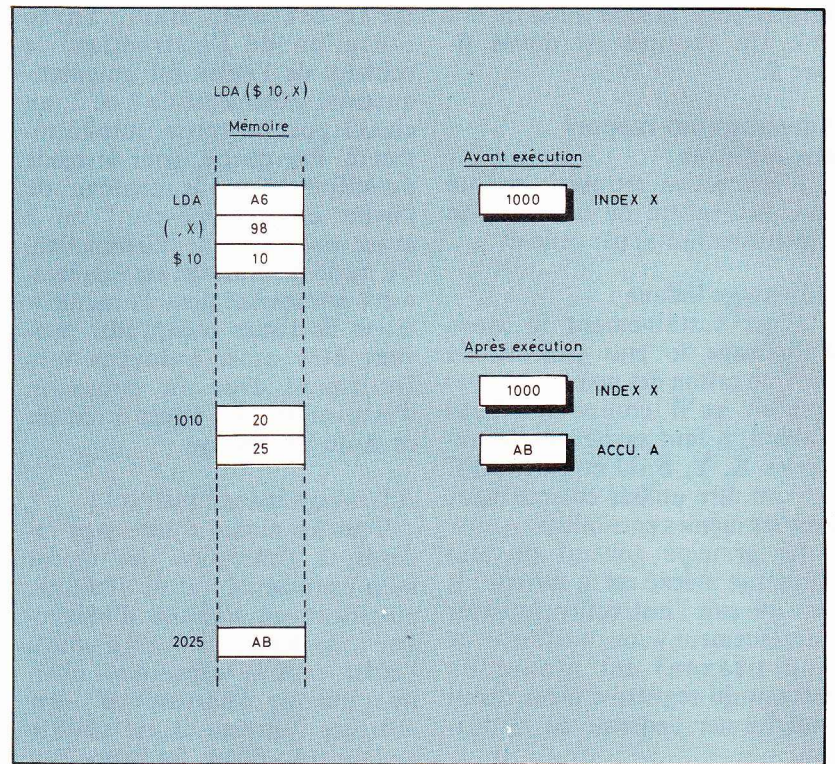 LDA ($ 10, X)
Mémoire
Avant exécution
LDA A6
1000 INDEX X
( , X) 98
$ 10 10
Après exécution
1000 INDEX X
1010 20
25
AB ACCU. A
2025 AB